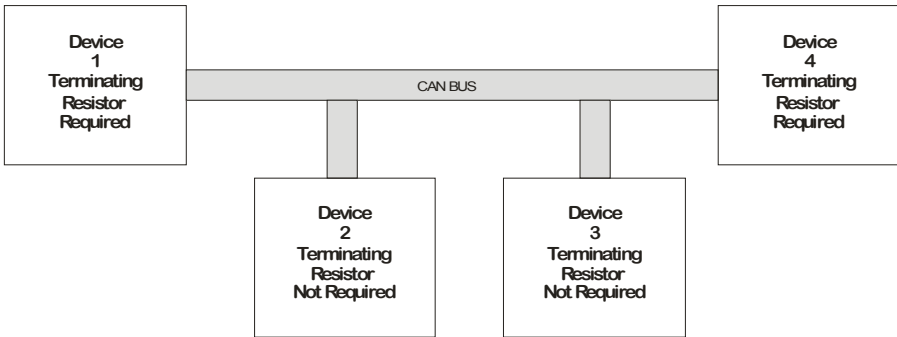 Device
1
Terminating
Resistor
Required
CAN BUS
Device
4
Terminating
Resistor
Required
Device
2
Terminating
Resistor
Not Required
Device
3
Terminating
Resistor
Not Required